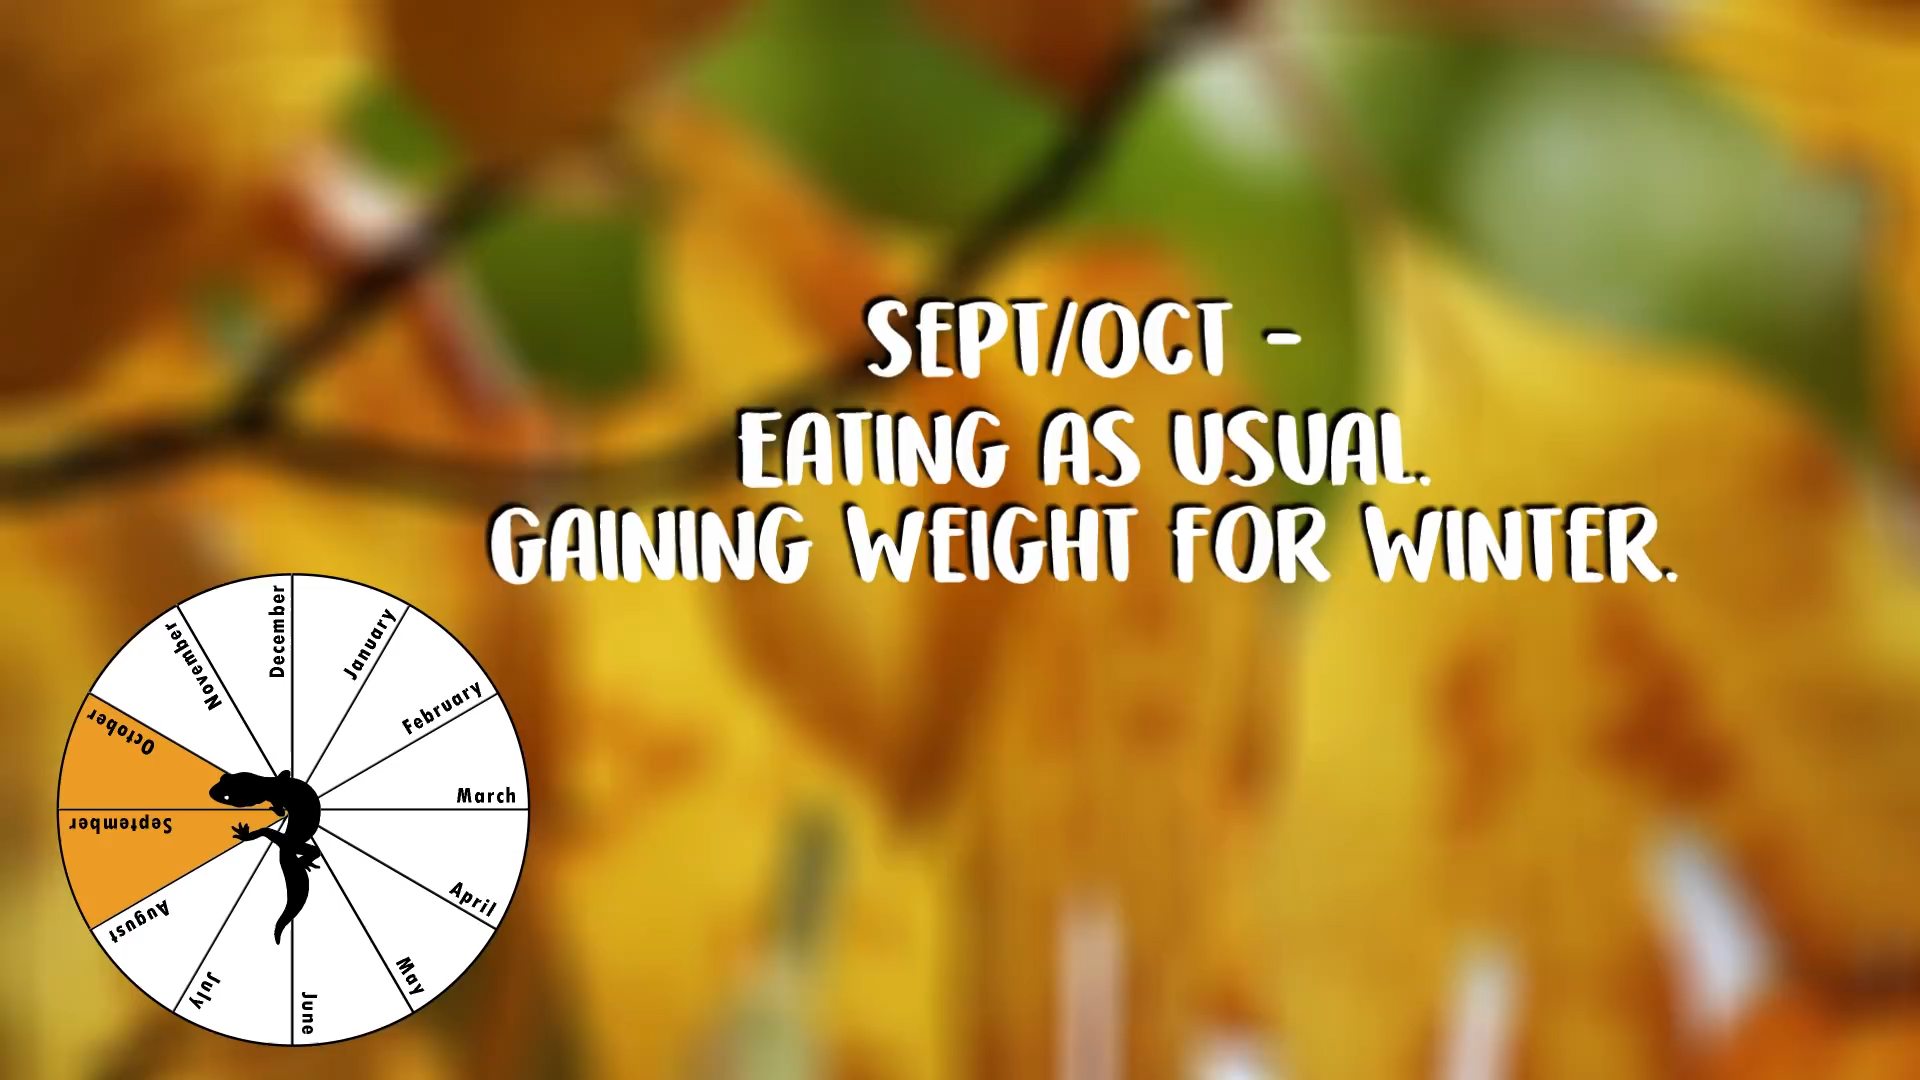 SEPT/OCT -
EATING AS USUAL.
GAINING WEIGHT FOR WINTER.
December
January
February
March
April
May
June
July
August
September
October
November